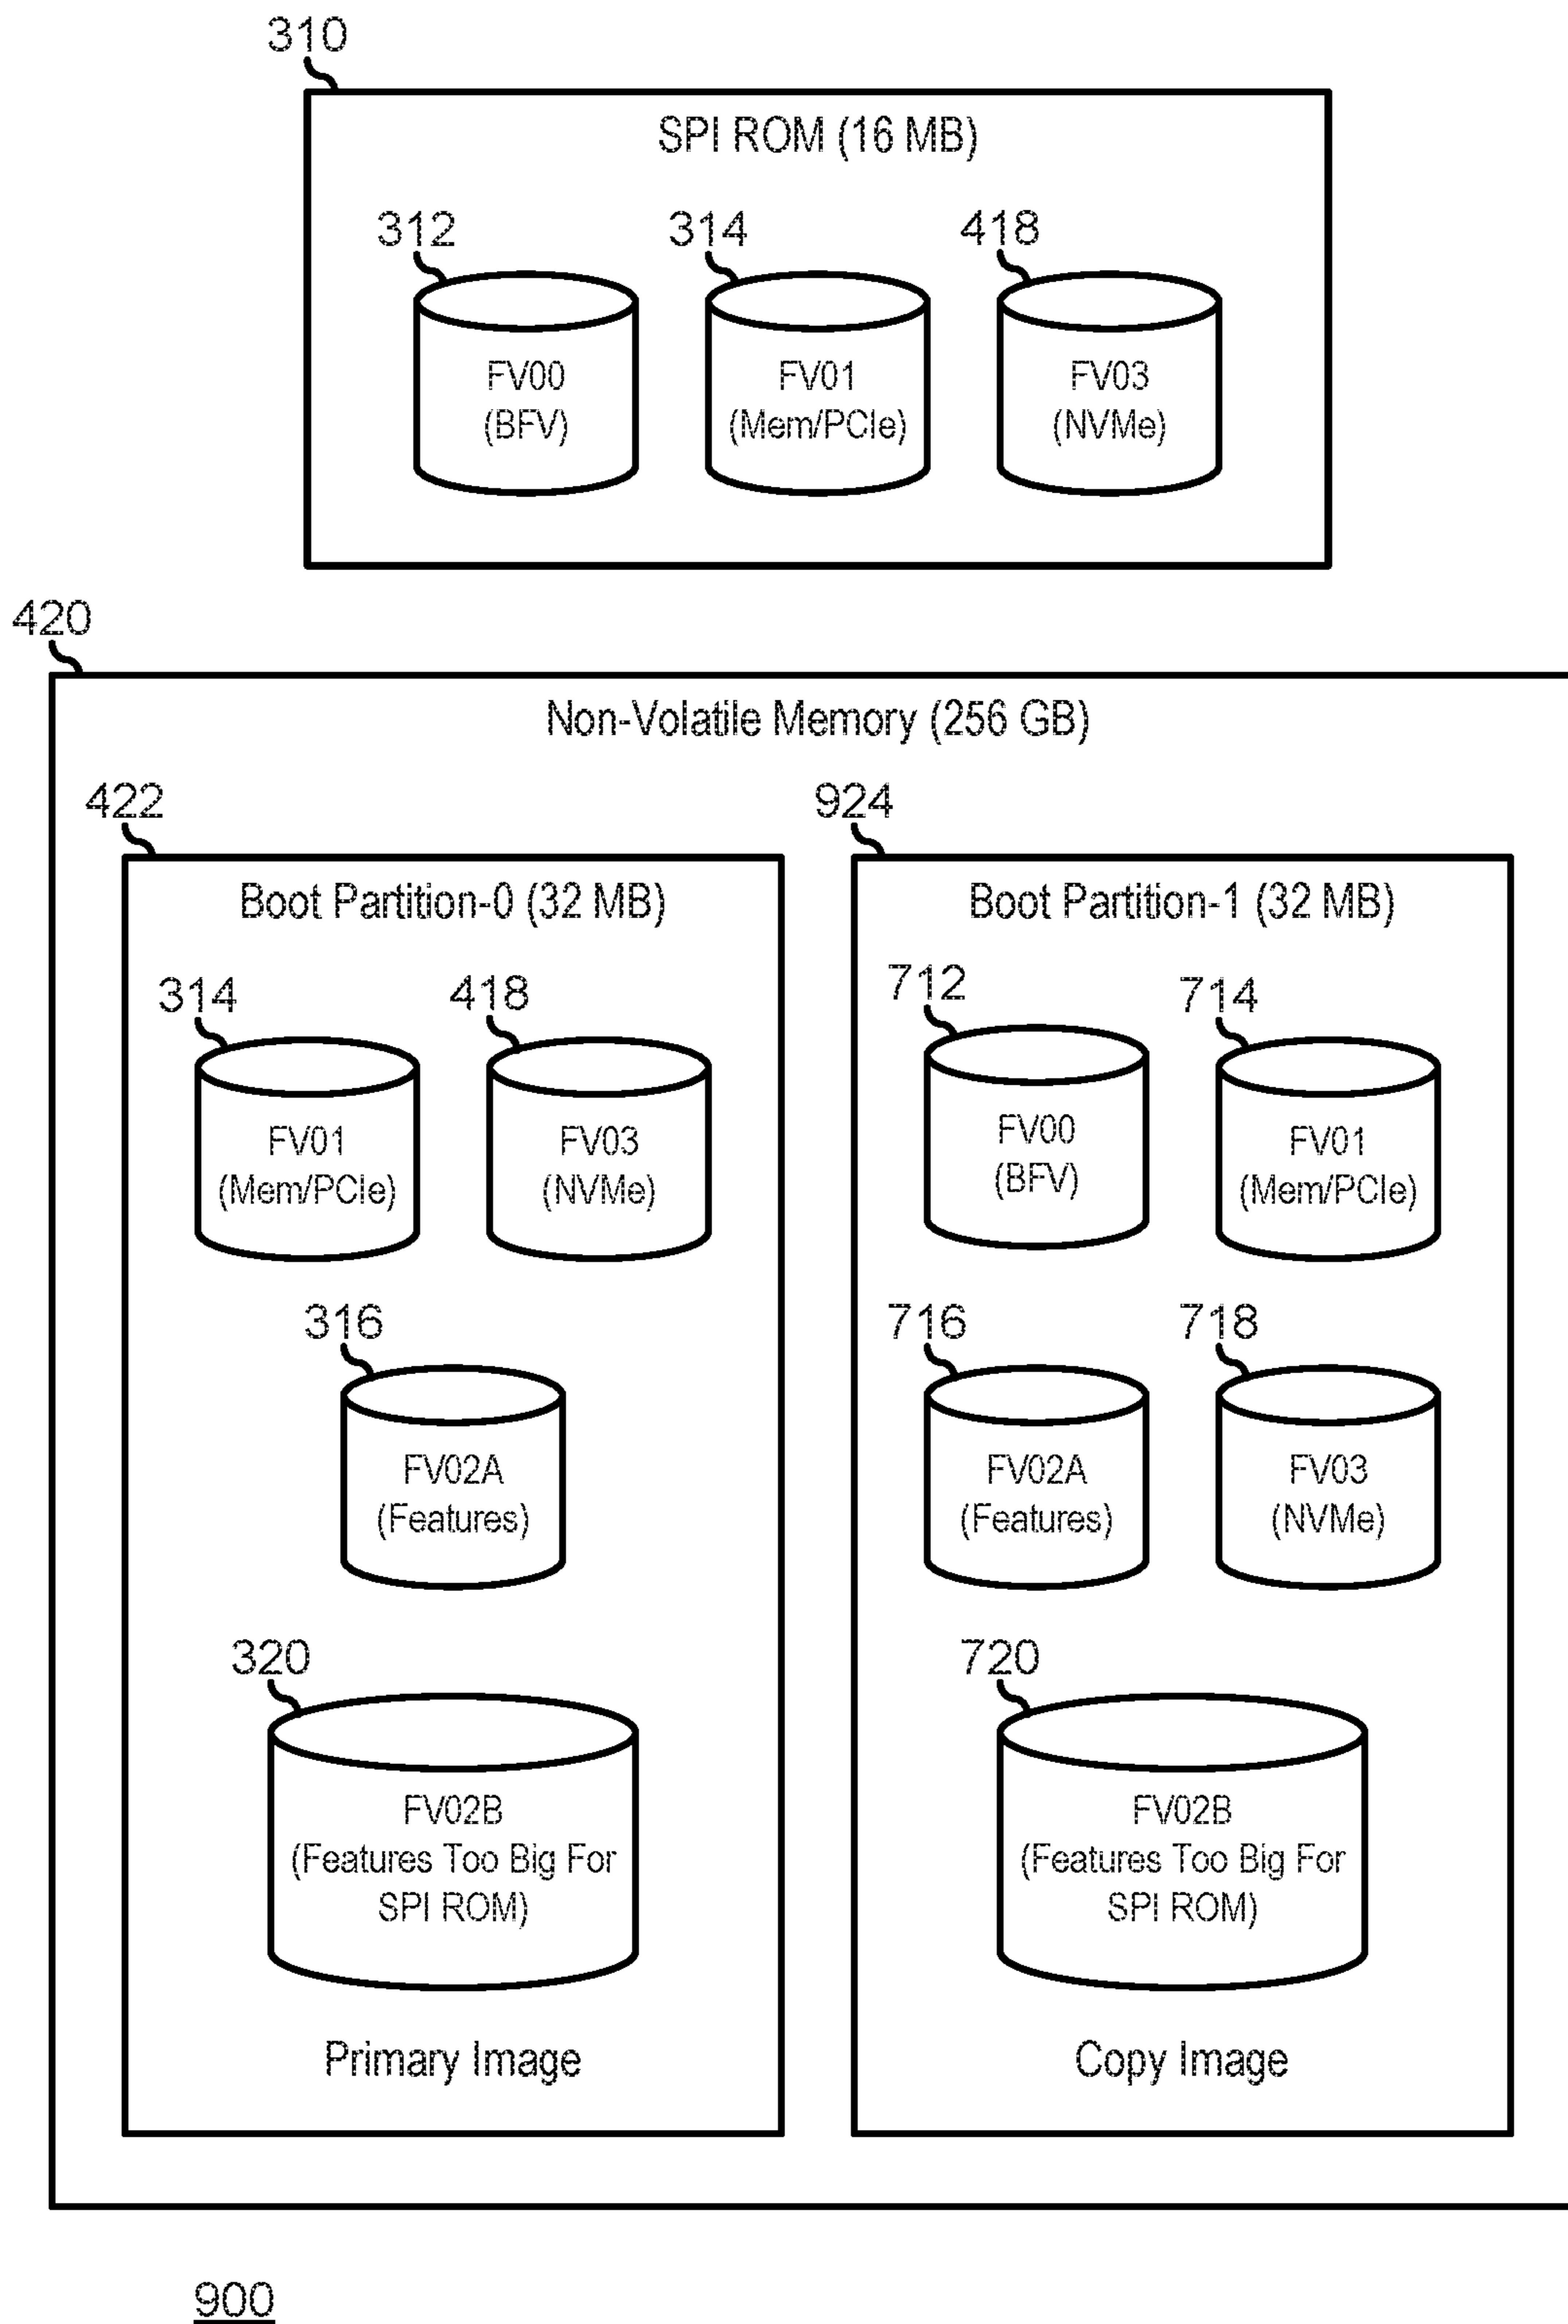 310
SPI ROM (16 MB)
312
314
418
FV00
(BFV)
FV01
(Mem/PCIe)
FV03
(NVMe)
420
Non-Volatile Memory (256 GB)
422
924
Boot Partition-0 (32 MB)
314
418
FV01
(Mem/PCIe)
FV03
(NVMe)
316
FV02A
(Features)
320
FV02B
(Features Too Big For
SPI ROM)
Primary Image
Boot Partition-1 (32 MB)
712
714
FV00
(BFV)
FV01
(Mem/PCIe)
716
718
FV02A
(Features)
FV03
(NVMe)
720
FV02B
(Features Too Big For
SPI ROM)
Copy Image
900